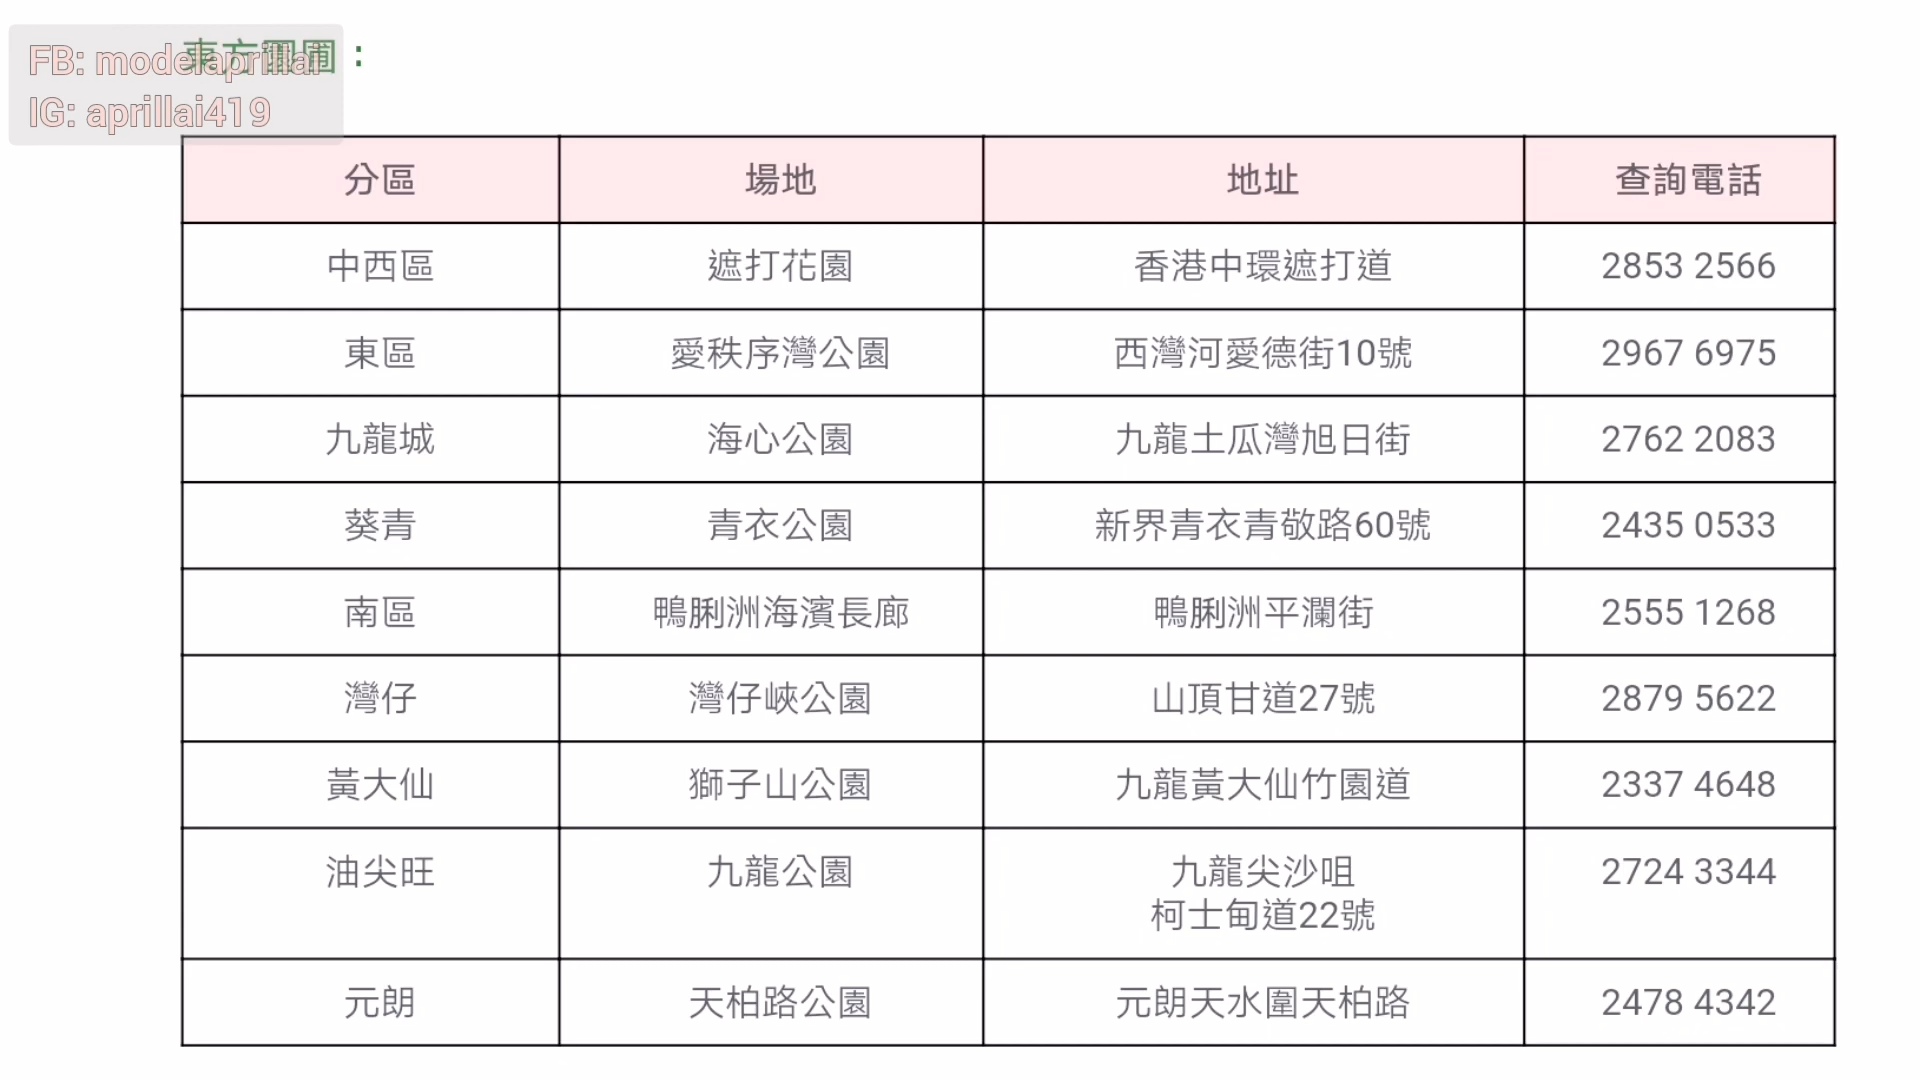 東方園圃：
FB: modelaprillai
IG: aprillai419
分區 場地 地址 查詢電話
中西區 遮打花園 香港中環遮打道 2853 2566
東區 愛秩序灣公園 西灣河愛德街10號 2967 6975
九龍城 海心公園 九龍土瓜灣旭日街 2762 2083
葵青 青衣公園 新界青衣青敬路60號 2435 0533
南區 鴨脷洲海濱長廊 鴨脷洲平瀾街 2555 1268
灣仔 灣仔峽公園 山頂甘道27號 2879 5622
黃大仙 獅子山公園 九龍黃大仙竹園道 2337 4648
油尖旺 九龍公園 九龍尖沙咀 2724 3344
柯士甸道22號
元朗 天柏路公園 元朗天水圍天柏路 2478 4342